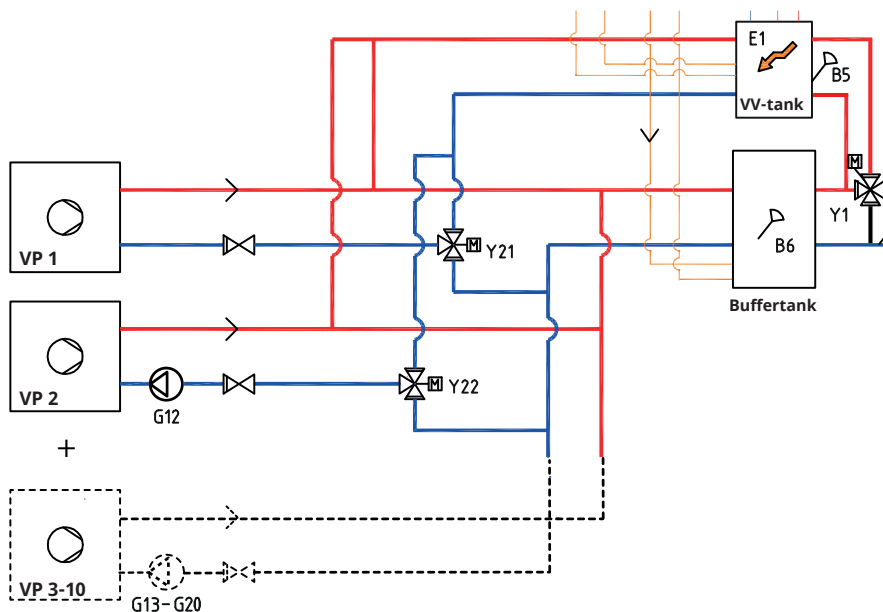 E1
B5
VV-tank
M
Y1
VP 1
M
Y21
B6
Buffertank
VP 2
G12
M
Y22
+
VP 3-10
G13-G20